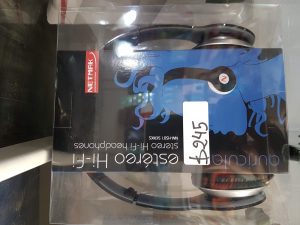 NETMAK
$245
auricular
estéreo Hi-Fi
stereo Hi-Fi headphones